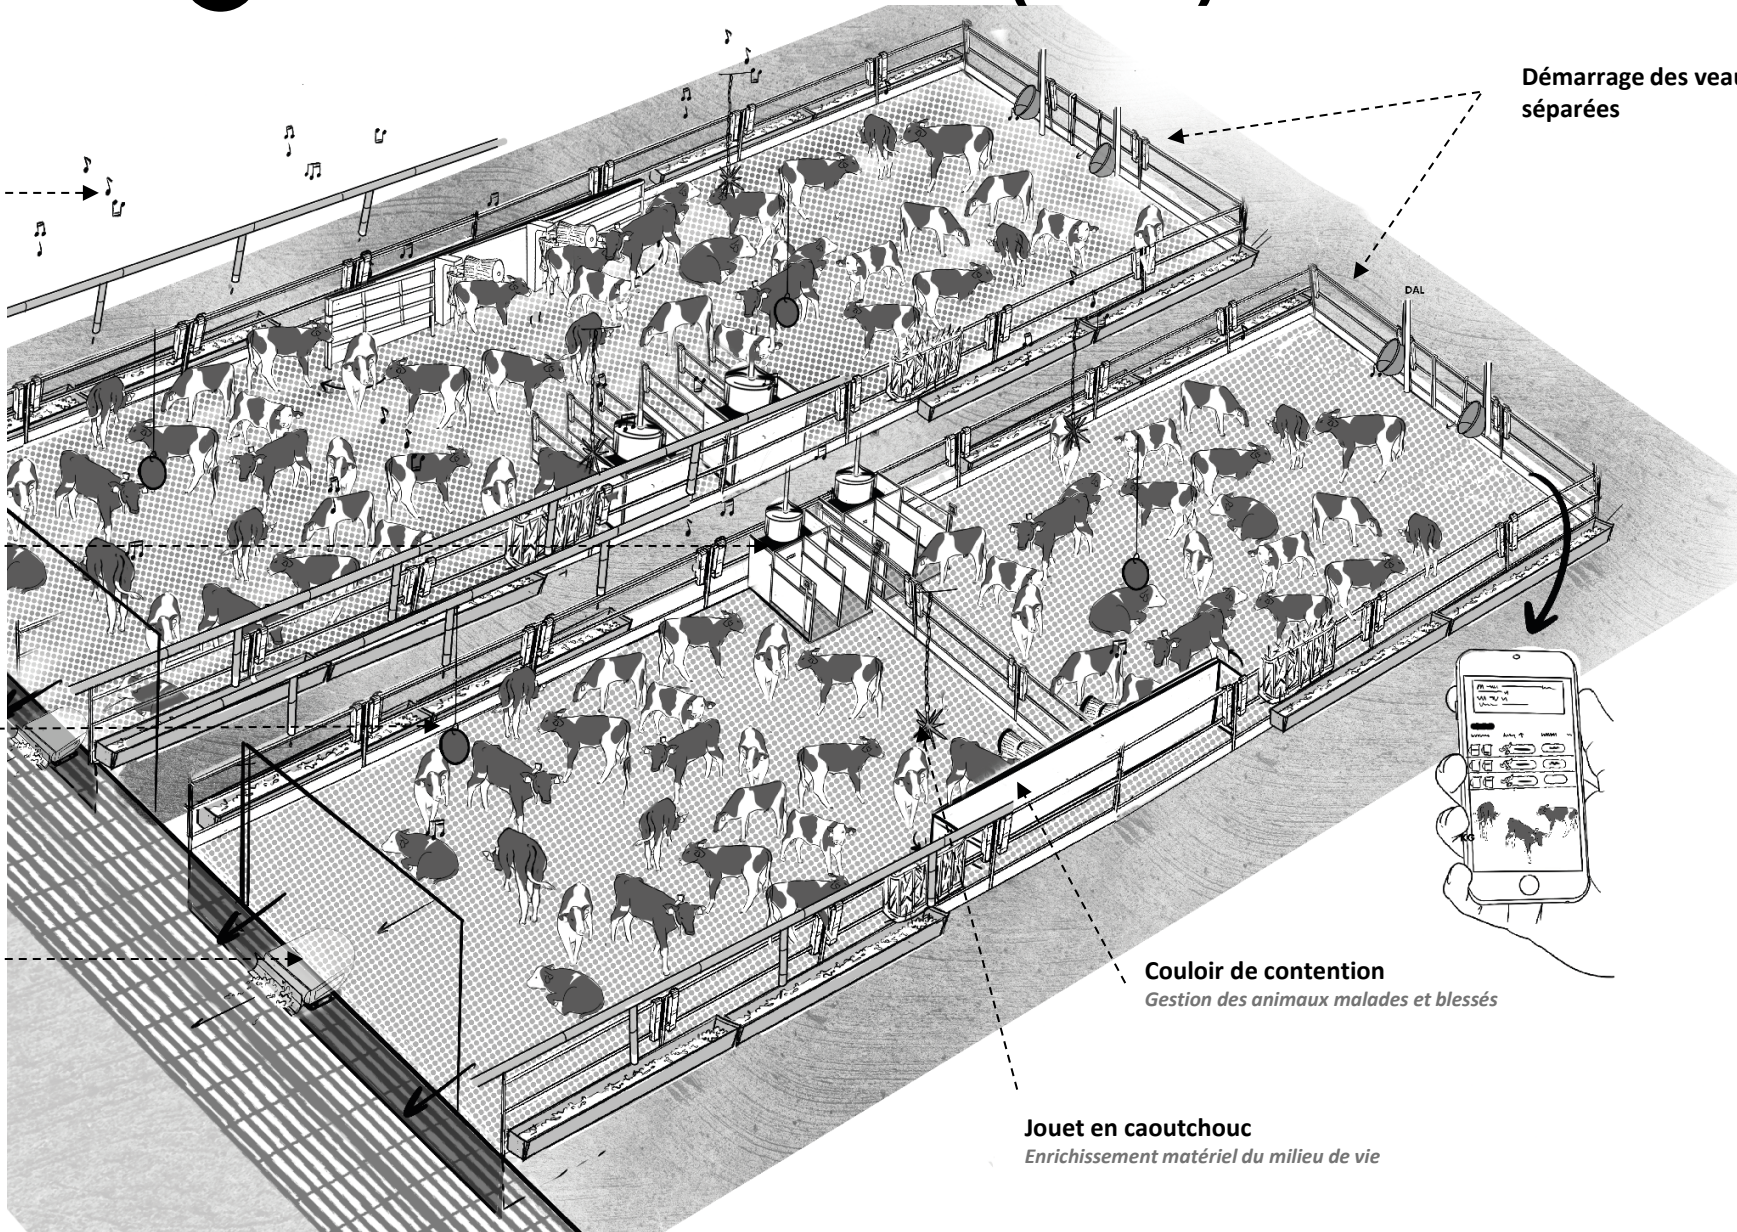 Démarrage des veau
séparées
DAL
KG
Couloir de contention
Gestion des animaux malades et blessés
Jouet en caoutchouc
Enrichissement matériel du milieu de vie